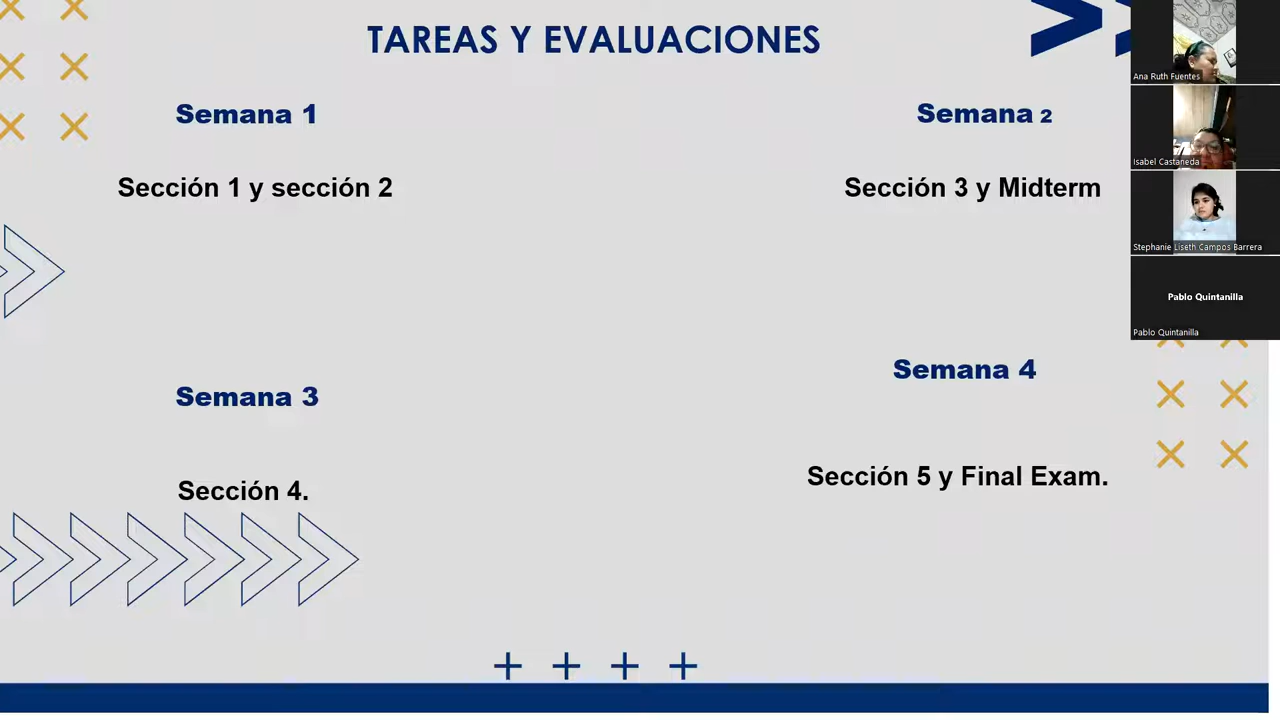 TAREAS Y EVALUACIONES
Semana 1
Semana 2
Sección 1 y sección 2
Sección 3 y Midterm
Semana 3
Semana 4
Sección 4.
Sección 5 y Final Exam.
Ana Ruth Fuentes
Isabel Castaneda
Stephanie Liseth Campos Barrera
Pablo Quintanilla
Pablo Quintanilla